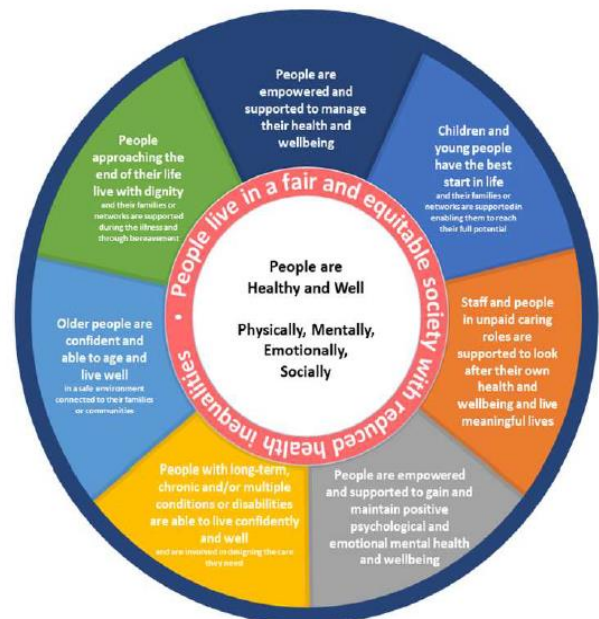 People are
empowered and
supported to manage
their health and
wellbeing
Children and
young people
have the best
start in life
and their families or
networks are supported in
enabling them to reach
their full potential
Staff and people
in unpaid caring
roles are
supported to look
after their own
health and
wellbeing and live
meaningful lives
People are empowered
and supported to gain and
maintain positive
psychological and
emotional mental health
and wellbeing
People with long-term,
chronic and/or multiple
conditions or disabilities
are able to live confidently
and well
and are involved redesigning the care
they need
Older people are
confident and
able to age and
live well
in a safe environment
connected to their families
or communities
People
approaching the
end of their life
live with dignity
and their families or
networks are supported
during the illness and
through bereavement
• People live in a fair and equitable society with reduced health inequalities
People are
Healthy and Well
Physically, Mentally,
Emotionally,
Socially